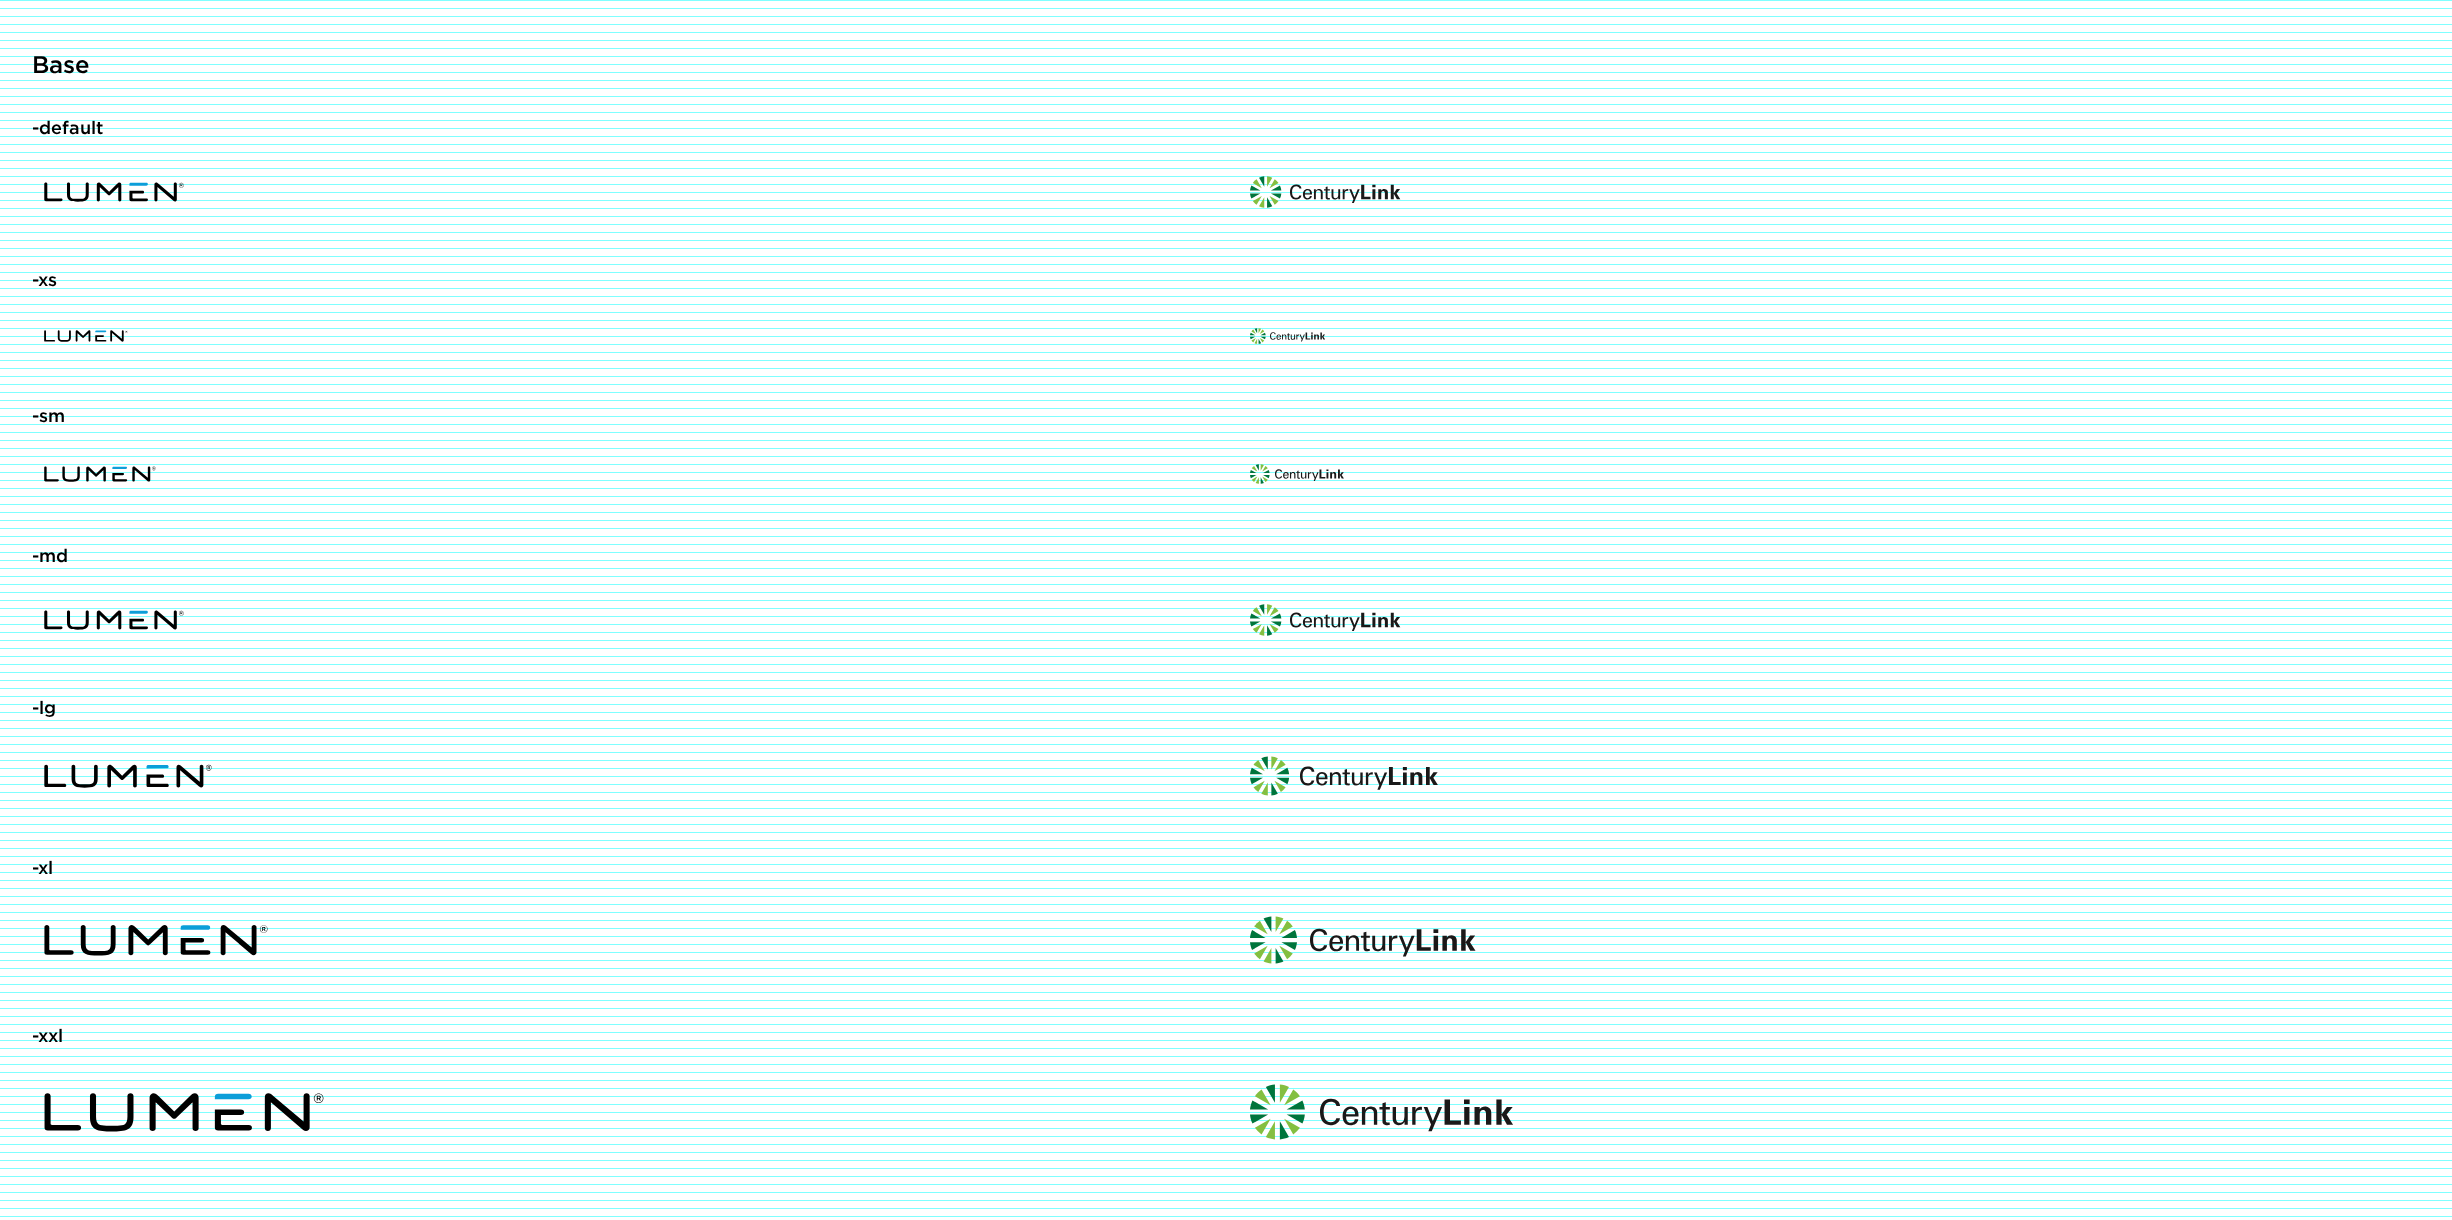 Base
-default
LUMEN® CenturyLink
-xs
LUMEN CenturyLink
-sm
LUMEN® CenturyLink
-md
LUMEN® CenturyLink
-lg
LUMEN® CenturyLink
-xl
LUMEN® CenturyLink
-xxl
LUMEN® CenturyLink